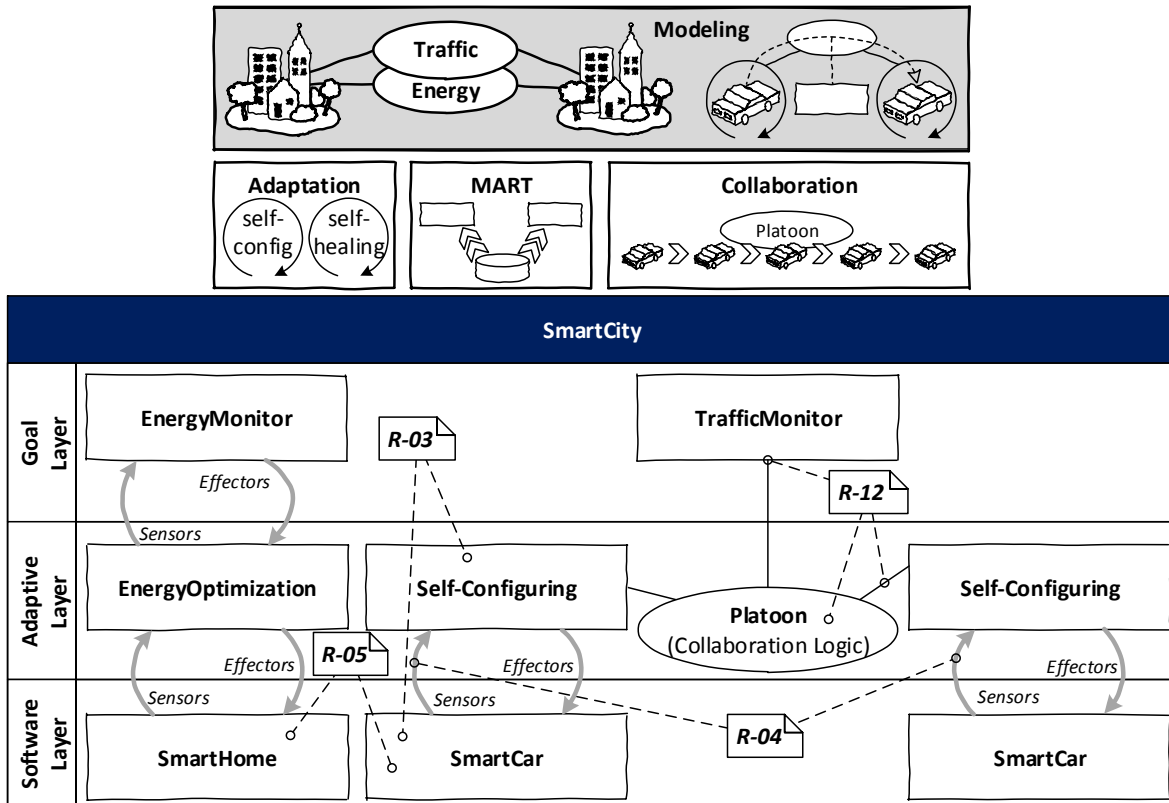 Modeling
Traffic
Energy
Adaptation
self-
config
self-
healing
MART
Collaboration
Platoon
SmartCity
Goal
Layer
EnergyMonitor
R-03
TrafficMonitor
R-12
Effectors
Sensors
Adaptive
Layer
EnergyOptimization
Self-Configuring
Platoon
(Collaboration Logic)
Self-Configuring
Effectors
R-05
Effectors
Effectors
Sensors
Sensors
Sensors
Software
Layer
SmartHome
SmartCar
R-04
SmartCar